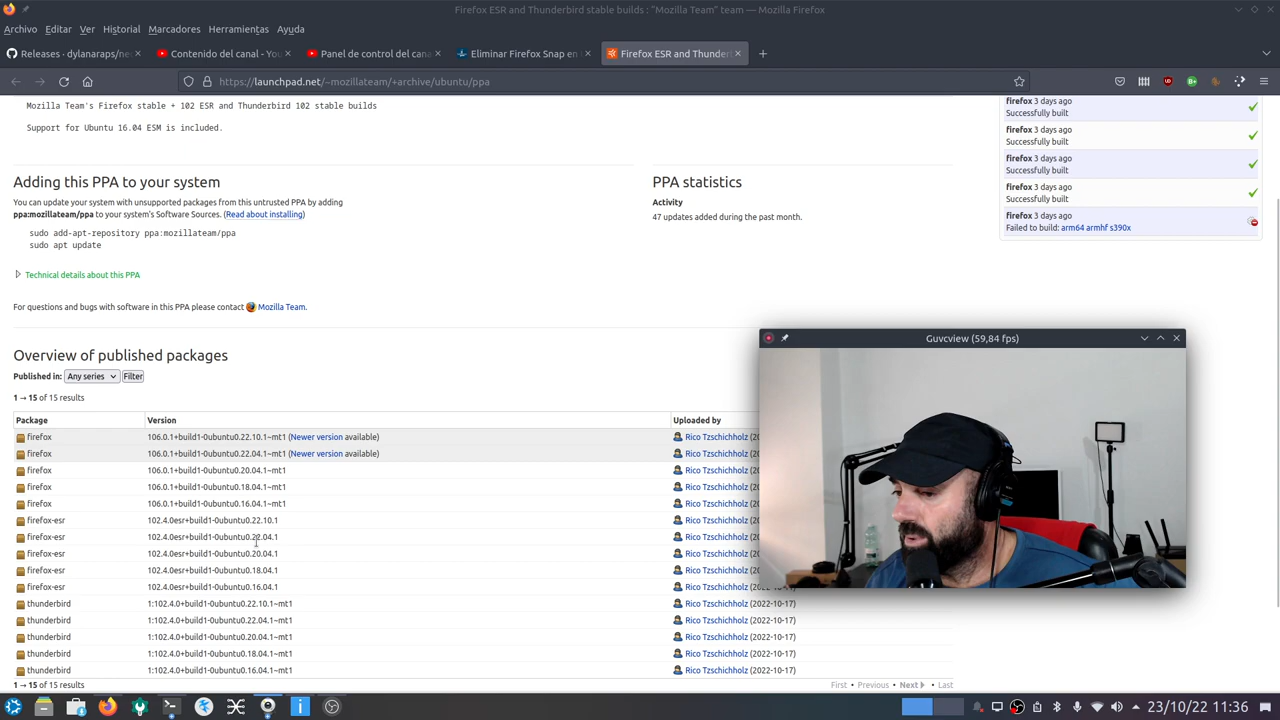 Firefox ESR and Thunderbird stable builds : “Mozilla Team” team — Mozilla Firefox
Archivo Editar Ver Historial Marcadores Herramientas Ayuda
Releases · dylanaraps/ne
Contenido del canal - You
Panel de control del cana
Eliminar Firefox Snap en
Firefox ESR and Thunderb
https://launchpad.net/~mozillateam/+archive/ubuntu/ppa
Mozilla Team's Firefox stable + 102 ESR and Thunderbird 102 stable builds
Support for Ubuntu 16.04 ESM is included.
firefox 3 days ago
Successfully built
firefox 3 days ago
Successfully built
firefox 3 days ago
Successfully built
firefox 3 days ago
Successfully built
firefox 3 days ago
Failed to build: arm64 armhf s390x
Adding this PPA to your system
You can update your system with unsupported packages from this untrusted PPA by adding
ppa:mozillateam/ppa to your system's Software Sources. (Read about installing)
sudo add-apt-repository ppa:mozillateam/ppa
sudo apt update
Technical details about this PPA
For questions and bugs with software in this PPA please contact Mozilla Team.
PPA statistics
Activity
47 updates added during the past month.
Overview of published packages
Published in: Any series Filter
1 → 15 of 15 results
Package Version Uploaded by
firefox 106.0.1+build1-0ubuntu0.22.10.1~mt1 (Newer version available) Rico Tzschichholz (20
firefox 106.0.1+build1-0ubuntu0.22.04.1~mt1 (Newer version available) Rico Tzschichholz (20
firefox 106.0.1+build1-0ubuntu0.20.04.1~mt1 Rico Tzschichholz (20
firefox 106.0.1+build1-0ubuntu0.18.04.1~mt1 Rico Tzschichholz (20
firefox 106.0.1+build1-0ubuntu0.16.04.1~mt1 Rico Tzschichholz (20
firefox-esr 102.4.0esr+build1-0ubuntu0.22.10.1 Rico Tzschichholz (20
firefox-esr 102.4.0esr+build1-0ubuntu0.22.04.1 Rico Tzschichholz (20
firefox-esr 102.4.0esr+build1-0ubuntu0.20.04.1 Rico Tzschichholz (20
firefox-esr 102.4.0esr+build1-0ubuntu0.18.04.1 Rico Tzschichholz (20
firefox-esr 102.4.0esr+build1-0ubuntu0.16.04.1 Rico Tzschichholz (20
thunderbird 1:102.4.0+build1-0ubuntu0.22.10.1~mt1 Rico Tzschichholz (2022-10-17)
thunderbird 1:102.4.0+build1-0ubuntu0.22.04.1~mt1 Rico Tzschichholz (2022-10-17)
thunderbird 1:102.4.0+build1-0ubuntu0.20.04.1~mt1 Rico Tzschichholz (2022-10-17)
thunderbird 1:102.4.0+build1-0ubuntu0.18.04.1~mt1 Rico Tzschichholz (2022-10-17)
thunderbird 1:102.4.0+build1-0ubuntu0.16.04.1~mt1 Rico Tzschichholz (2022-10-17)
1 → 15 of 15 results
First • Previous • Next • Last
Guvcview (59,84 fps)
23/10/22 11:36